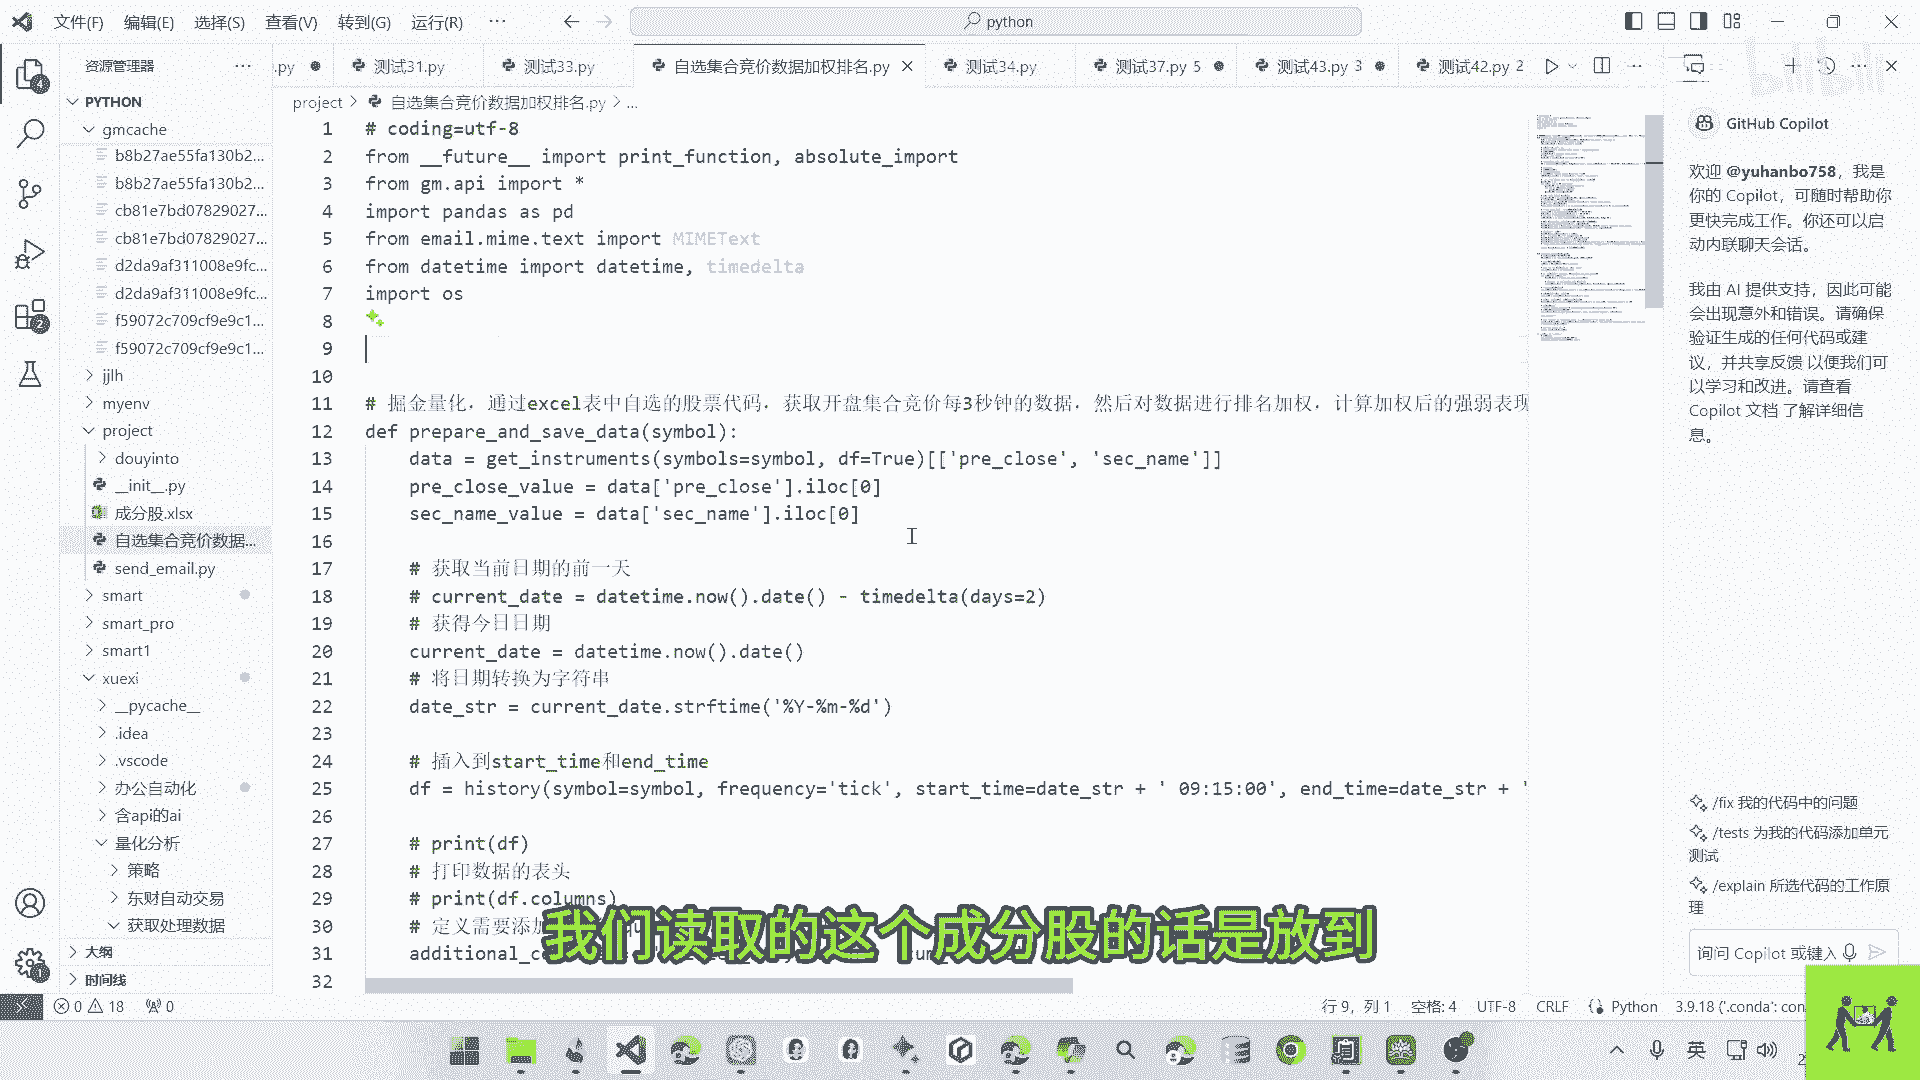 文件(F) 编辑(E) 选择(S) 查看(V) 转到(G) 运行(R) ··· python
资源管理器 ···
.py 测试31.py 测试33.py 自选集合竞价数据加权排名.py 测试34.py 测试37.py 5 测试43.py 3 测试42.py 2
bilibili
project > 自选集合竞价数据加权排名.py > ...
PYTHON
gmcache
b8b27ae55fa130b2...
b8b27ae55fa130b2...
cb81e7bd07829027...
cb81e7bd07829027...
d2da9af311008e9fc...
d2da9af311008e9fc...
f59072c709cf9e9c1...
f59072c709cf9e9c1...
jjlh
myenv
project
douyinto
__init__.py
成分股.xlsx
自选集合竞价数据...
send_email.py
smart
smart_pro
smart1
xuexi
__pycache__
.idea
.vscode
办公自动化
含api的ai
量化分析
策略
东财自动交易
获取处理数据
大纲
时间线
1 # coding=utf-8
2 from __future__ import print_function, absolute_import
3 from gm.api import *
4 import pandas as pd
5 from email.mime.text import MIMEText
6 from datetime import datetime, timedelta
7 import os
8
9
10
11 # 掘金量化，通过excel表中自选的股票代码，获取开盘集合竞价每3秒钟的数据，然后对数据进行排名加权，计算加权后的强弱表现
12 def prepare_and_save_data(symbol):
13 data = get_instruments(symbols=symbol, df=True)[['pre_close', 'sec_name']]
14 pre_close_value = data['pre_close'].iloc[0]
15 sec_name_value = data['sec_name'].iloc[0]
16
17 # 获取当前日期的前一天
18 # current_date = datetime.now().date() - timedelta(days=2)
19 # 获得今日日期
20 current_date = datetime.now().date()
21 # 将日期转换为字符串
22 date_str = current_date.strftime('%Y-%m-%d')
23
24 # 插入到start_time和end_time
25 df = history(symbol=symbol, frequency='tick', start_time=date_str + ' 09:15:00', end_time=date_str + '
26
27 # print(df)
28 # 打印数据的表头
29 # print(df.columns)
30 # 定义需要添加
31 additional_c
32
我们读取的这个成分股的话是放到
GitHub Copilot
欢迎 @yuhanbo758，我是
你的 Copilot，可随时帮助你
更快完成工作。你还可以启
动内联聊天会话。
我由 AI 提供支持，因此可能
会出现意外和错误。请确保
验证生成的任何代码或建
议，并共享反馈 以便我们可
以学习和改进。请查看
Copilot 文档 了解详细信
息。
/fix 我的代码中的问题
/tests 为我的代码添加单元
测试
/explain 所选代码的工作原
理
询问 Copilot 或键入
0 18 0 行 9，列 1 空格: 4 UTF-8 CRLF Python 3.9.18 ('.conda': con
英